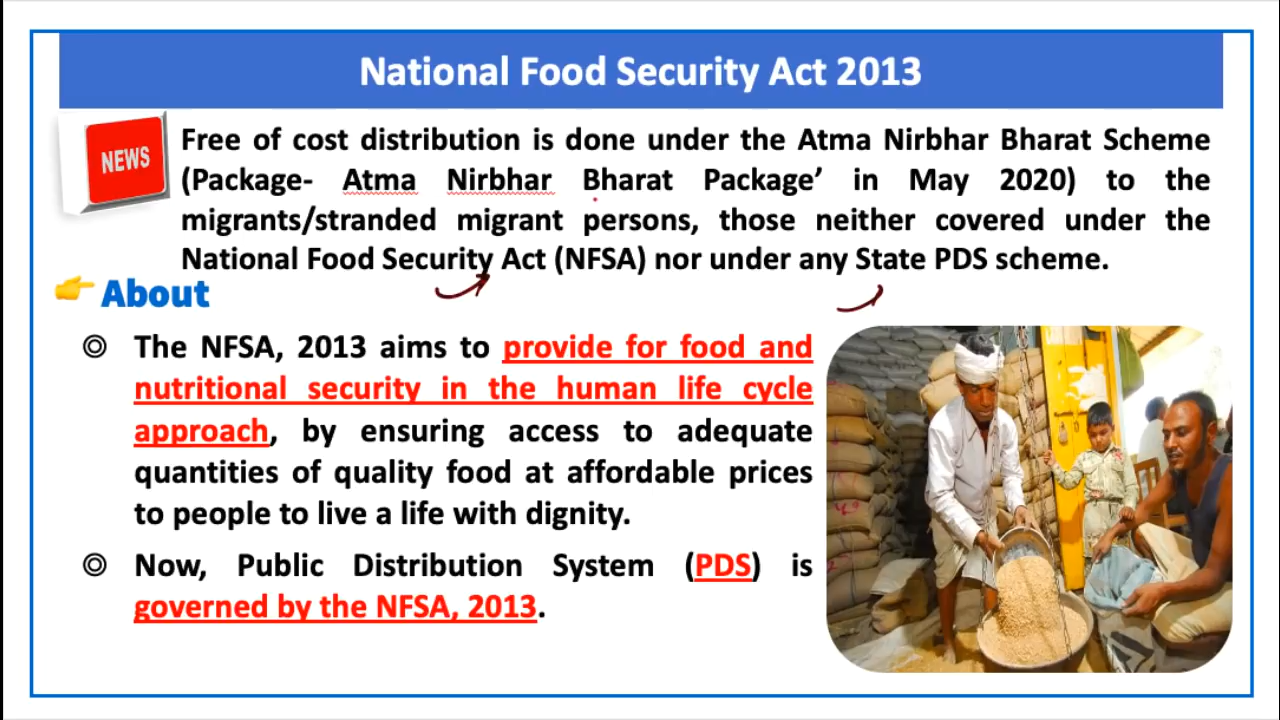 National Food Security Act 2013
NEWS
Free of cost distribution is done under the Atma Nirbhar Bharat Scheme
(Package- Atma Nirbhar Bharat Package’ in May 2020) to the
migrants/stranded migrant persons, those neither covered under the
National Food Security Act (NFSA) nor under any State PDS scheme.
About
◎ The NFSA, 2013 aims to provide for food and
nutritional security in the human life cycle
approach, by ensuring access to adequate
quantities of quality food at affordable prices
to people to live a life with dignity.
◎ Now, Public Distribution System (PDS) is
governed by the NFSA, 2013.